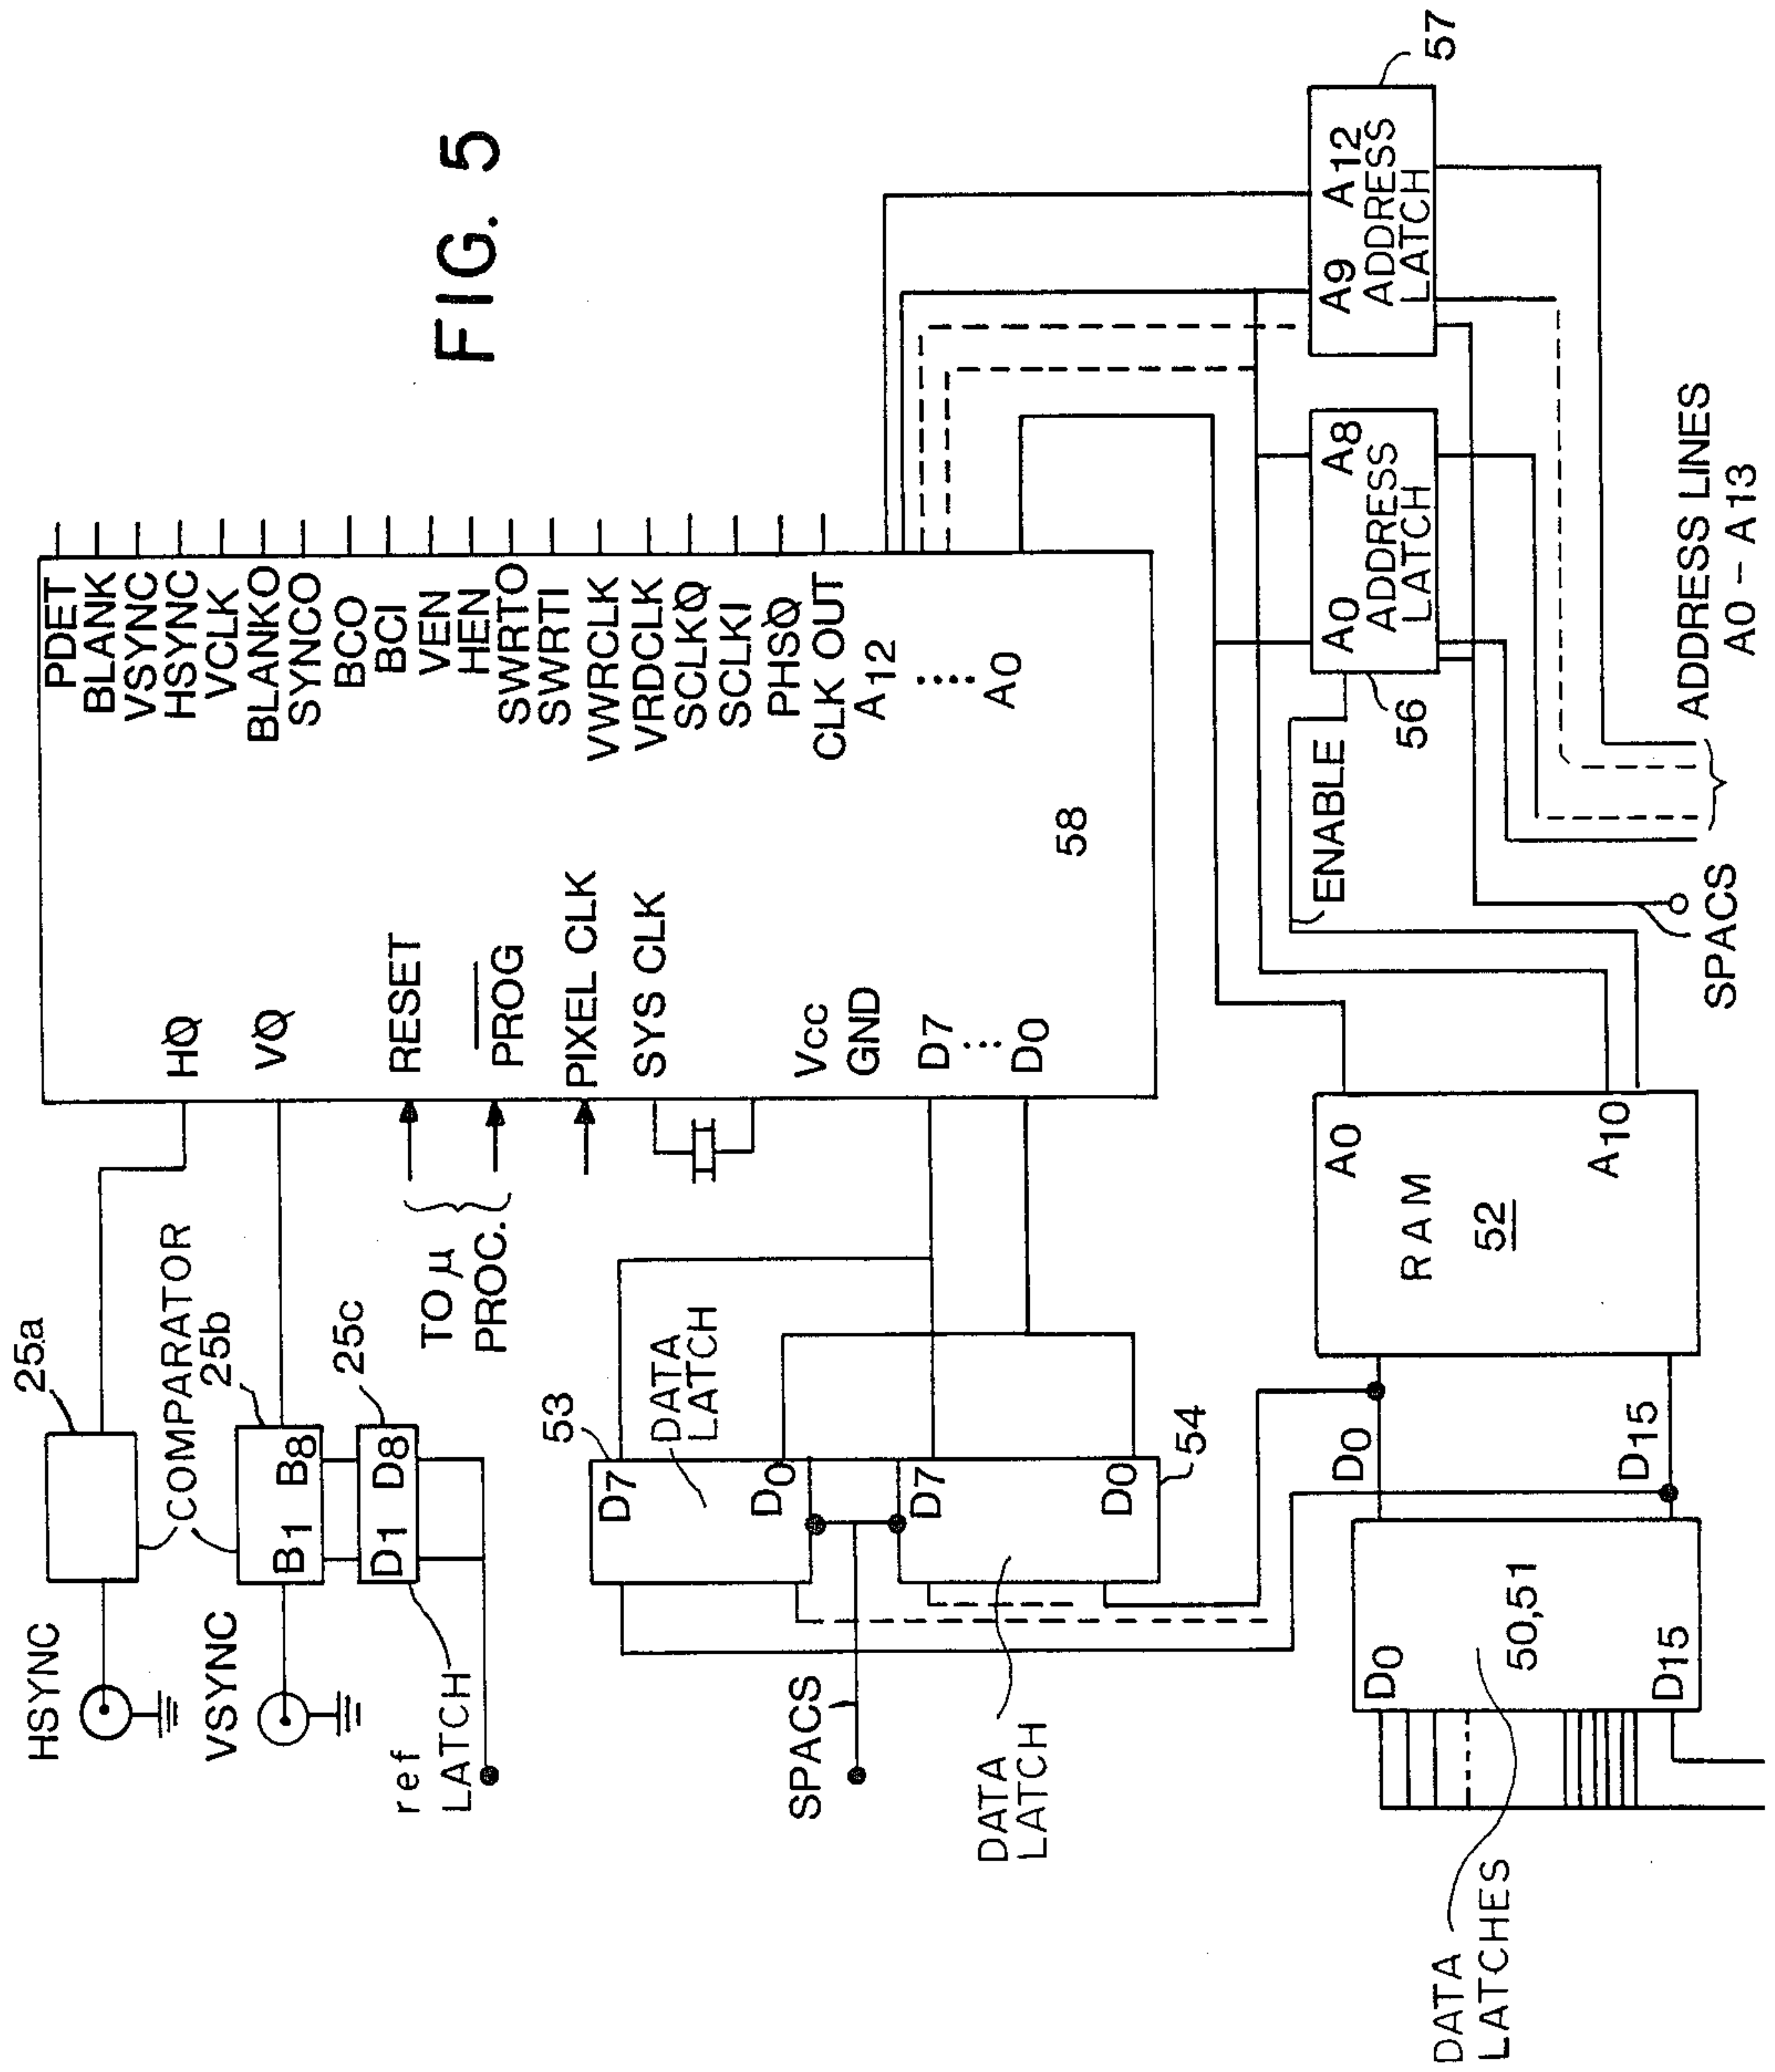 FIG. 5
HSYNC
25a
COMPARATOR
VSYNC
25b
B1 B8
25c
D1 D8
ref
LATCH
TO μ
PROC.
HØ
VØ
RESET
PROG
PIXEL CLK
SYS CLK
Vcc
GND
D7
D0
58
PDET
BLANK
VSYNC
HSYNC
VCLK
BLANKO
SYNCO
BCO
BCI
VEN
HEN
SWRTO
SWRTI
VWRCLK
VRDCLK
SCLKØ
SCLKI
PHSØ
CLK OUT
A12
A0
53
DATA
LATCH
D7
D0
D7
D0
54
SPACS
DATA
LATCH
D0
D15
50,51
DATA
LATCHES
D0
D15
RAM
52
A0
A10
ENABLE
56
A0 A8
ADDRESS
LATCH
57
A9 A12
ADDRESS
LATCH
SPACS
ADDRESS LINES
A0 - A13